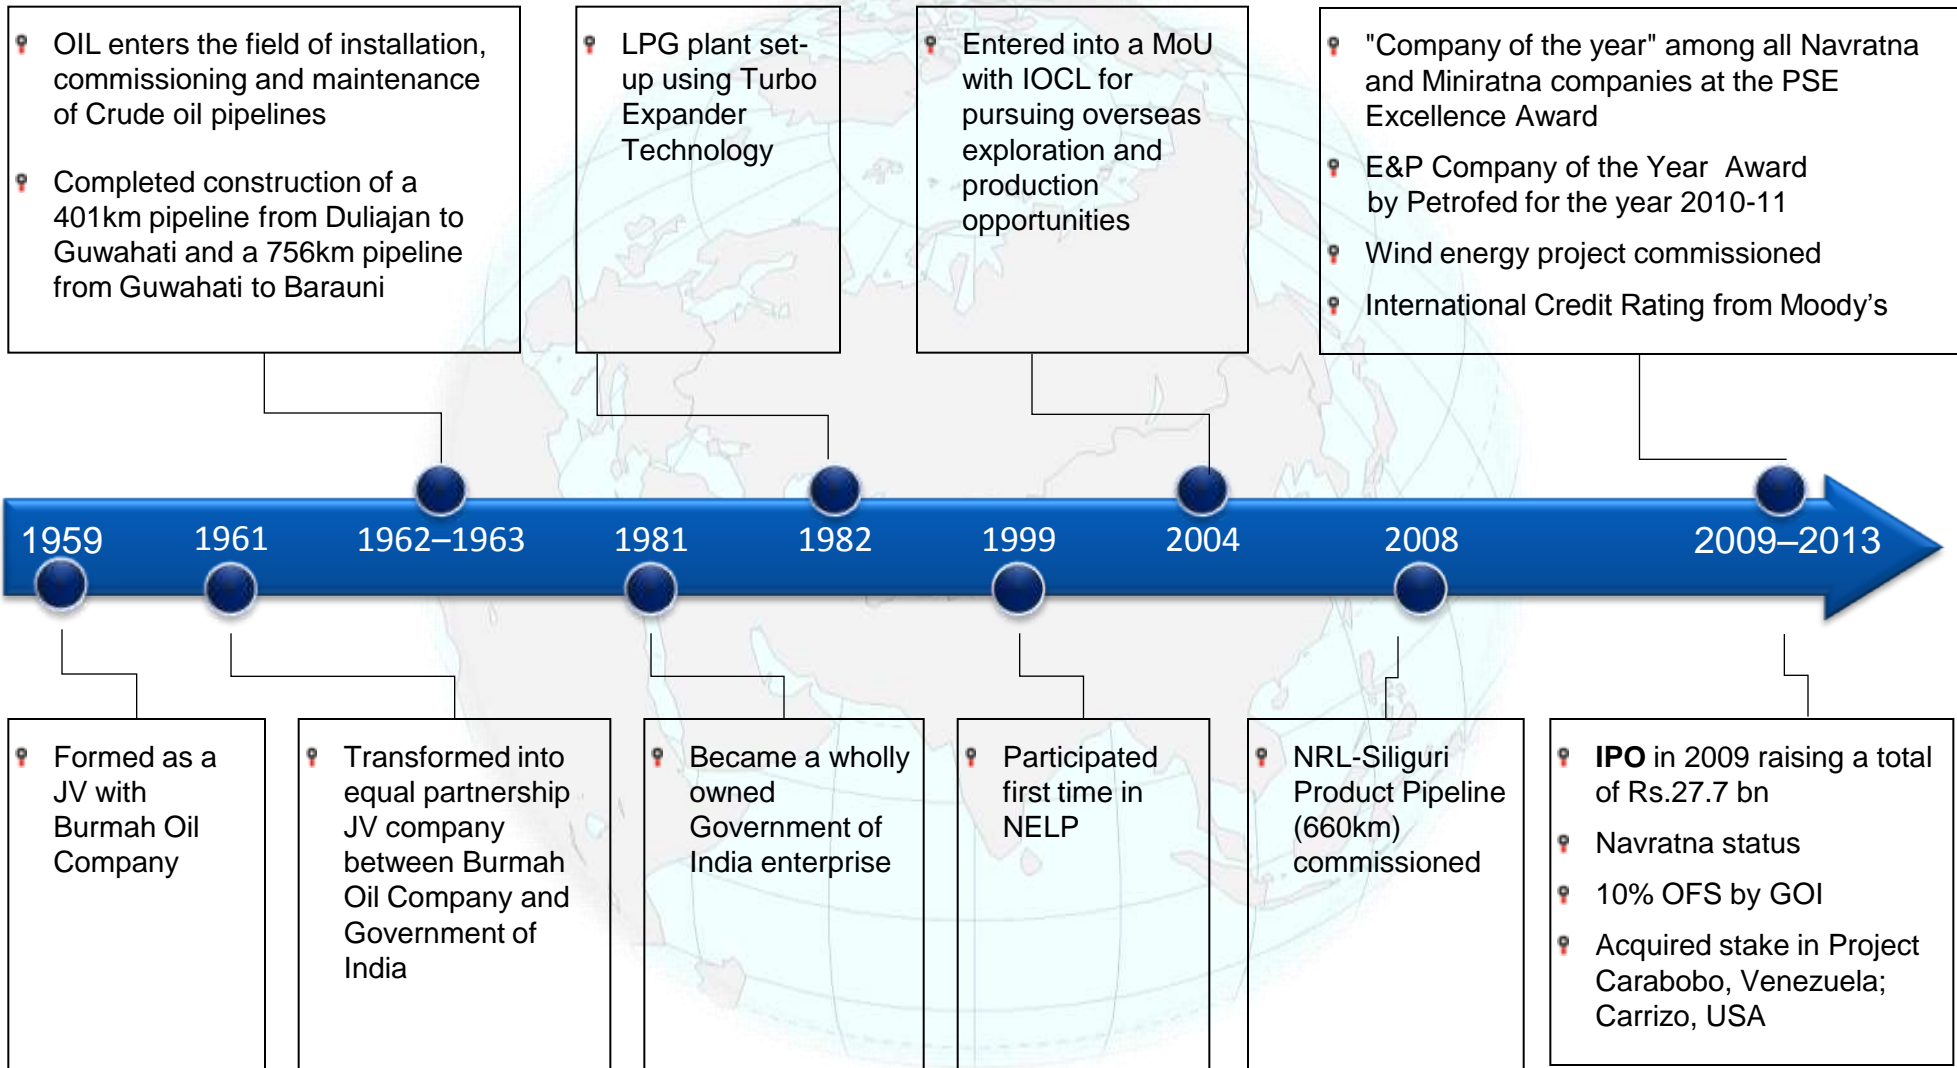 OIL enters the field of installation,
commissioning and maintenance
of Crude oil pipelines
Completed construction of a
401km pipeline from Duliajan to
Guwahati and a 756km pipeline
from Guwahati to Barauni
LPG plant set-
up using Turbo
Expander
Technology
Entered into a MoU
with IOCL for
pursuing overseas
exploration and
production
opportunities
"Company of the year" among all Navratna
and Miniratna companies at the PSE
Excellence Award
E&P Company of the Year Award
by Petrofed for the year 2010-11
Wind energy project commissioned
International Credit Rating from Moody’s
1959
1961
1962–1963
1981
1982
1999
2004
2008
2009–2013
Formed as a
JV with
Burmah Oil
Company
Transformed into
equal partnership
JV company
between Burmah
Oil Company and
Government of
India
Became a wholly
owned
Government of
India enterprise
Participated
first time in
NELP
NRL-Siliguri
Product Pipeline
(660km)
commissioned
IPO in 2009 raising a total
of Rs.27.7 bn
Navratna status
10% OFS by GOI
Acquired stake in Project
Carabobo, Venezuela;
Carrizo, USA